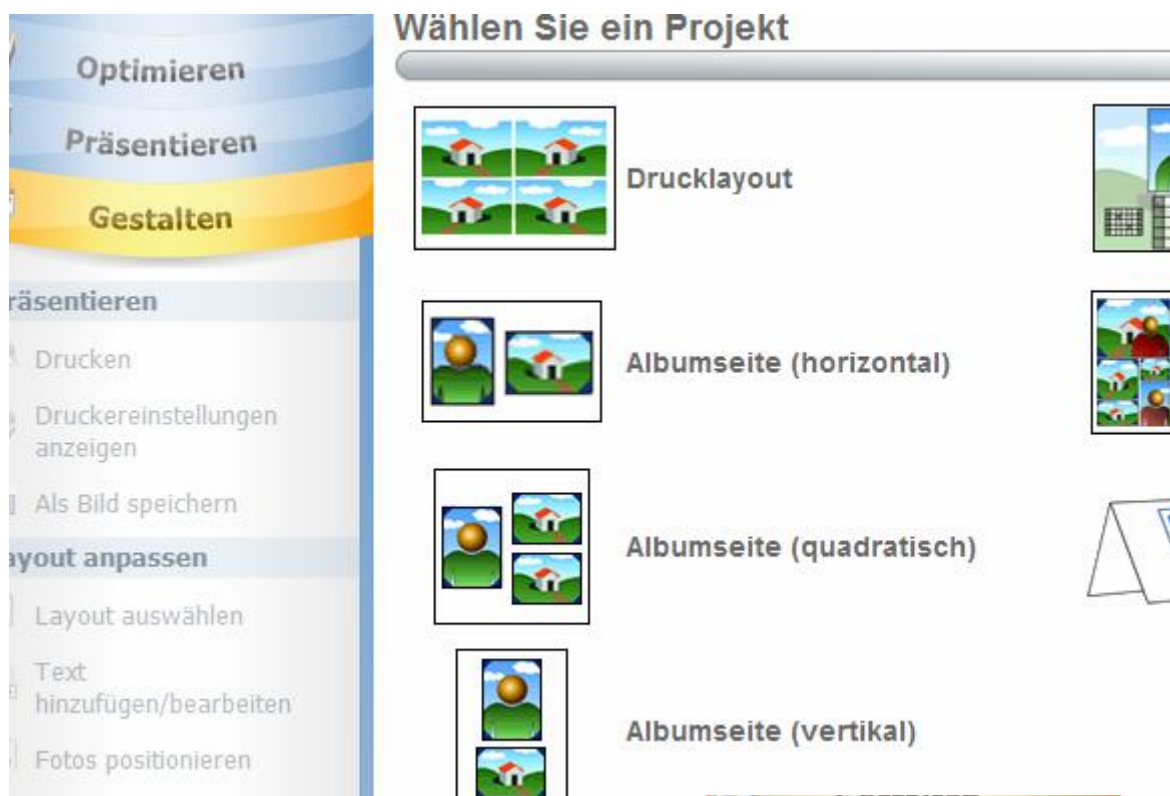 Optimieren
Präsentieren
Gestalten
räsentieren
Drucken
Druckereinstellungen
anzeigen
Als Bild speichern
ayout anpassen
Layout auswählen
Text
hinzufügen/bearbeiten
Fotos positionieren
Wählen Sie ein Projekt
Drucklayout
Albumseite (horizontal)
Albumseite (quadratisch)
Albumseite (vertikal)